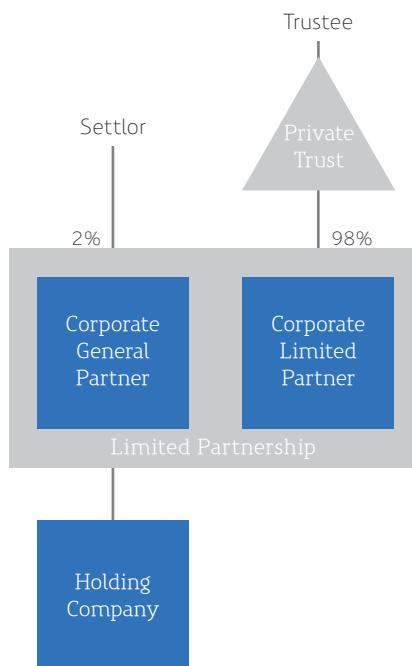 Trustee
Private
Trust
Settlor
2%
98%
Corporate
General
Partner
Corporate
Limited
Partner
Limited Partnership
Holding
Company